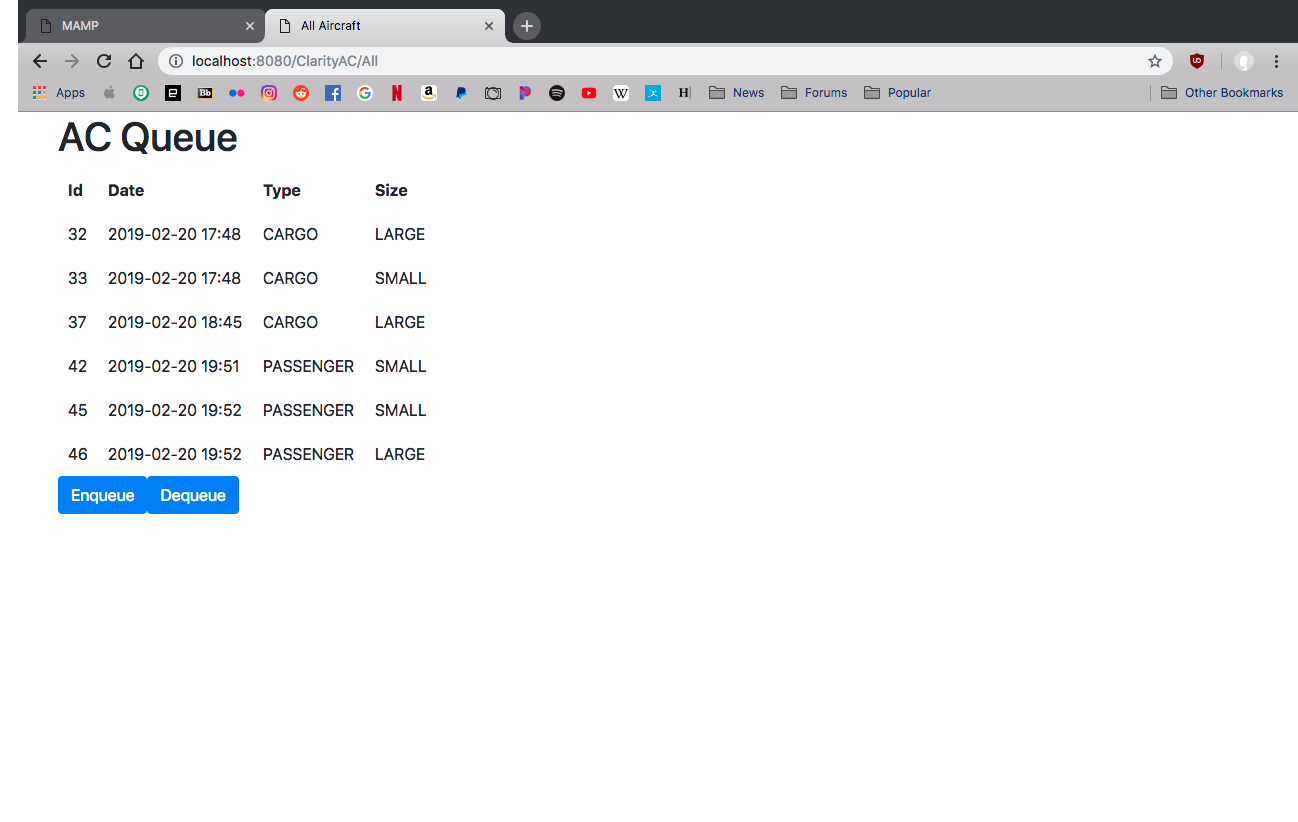 MAMP
All Aircraft
localhost:8080/ClarityAC/All
Apps
Bb
N
a
W
H
News
Forums
Popular
Other Bookmarks
AC Queue
Id Date Type Size
32 2019-02-20 17:48 CARGO LARGE
33 2019-02-20 17:48 CARGO SMALL
37 2019-02-20 18:45 CARGO LARGE
42 2019-02-20 19:51 PASSENGER SMALL
45 2019-02-20 19:52 PASSENGER SMALL
46 2019-02-20 19:52 PASSENGER LARGE
Enqueue Dequeue